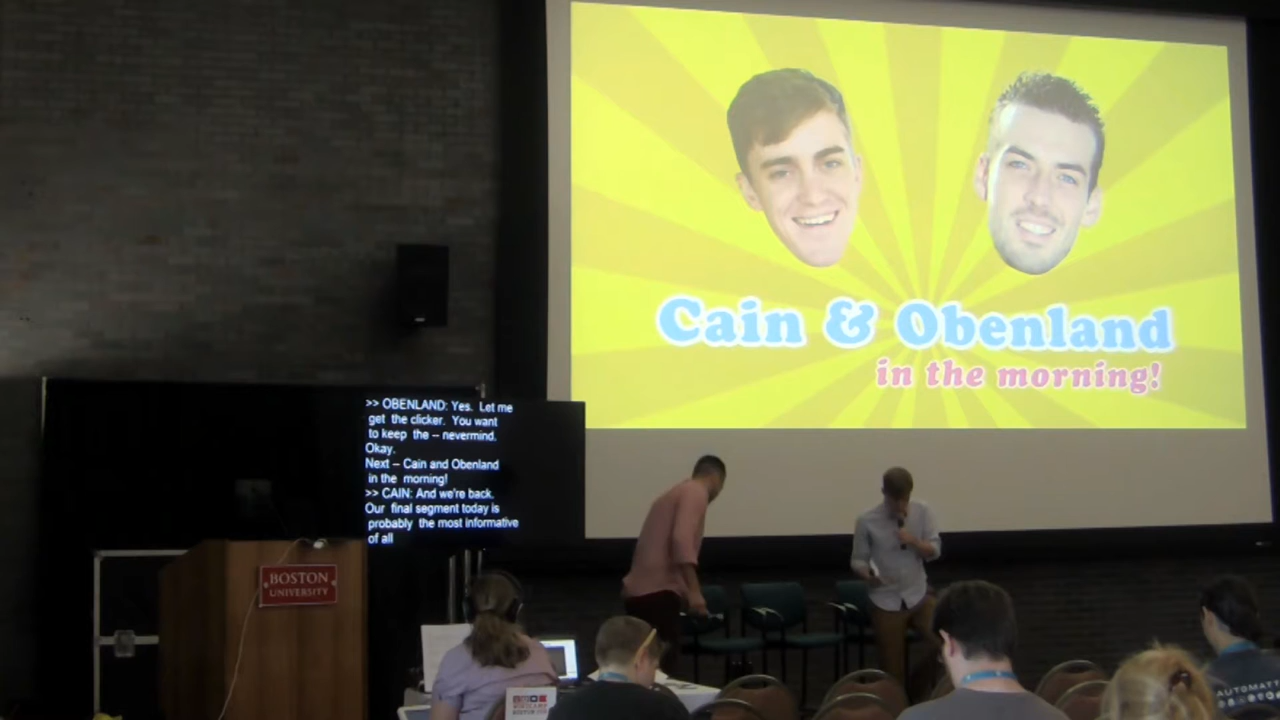 Cain & Obenland
in the morning!
>> OBENLAND: Yes. Let me
get the clicker. You want
to keep the -- nevermind.
Okay.
Next -- Cain and Obenland
in the morning!
>> CAIN: And we're back.
Our final segment today is
probably the most informative
of all
BOSTON
UNIVERSITY
AUTOMATT